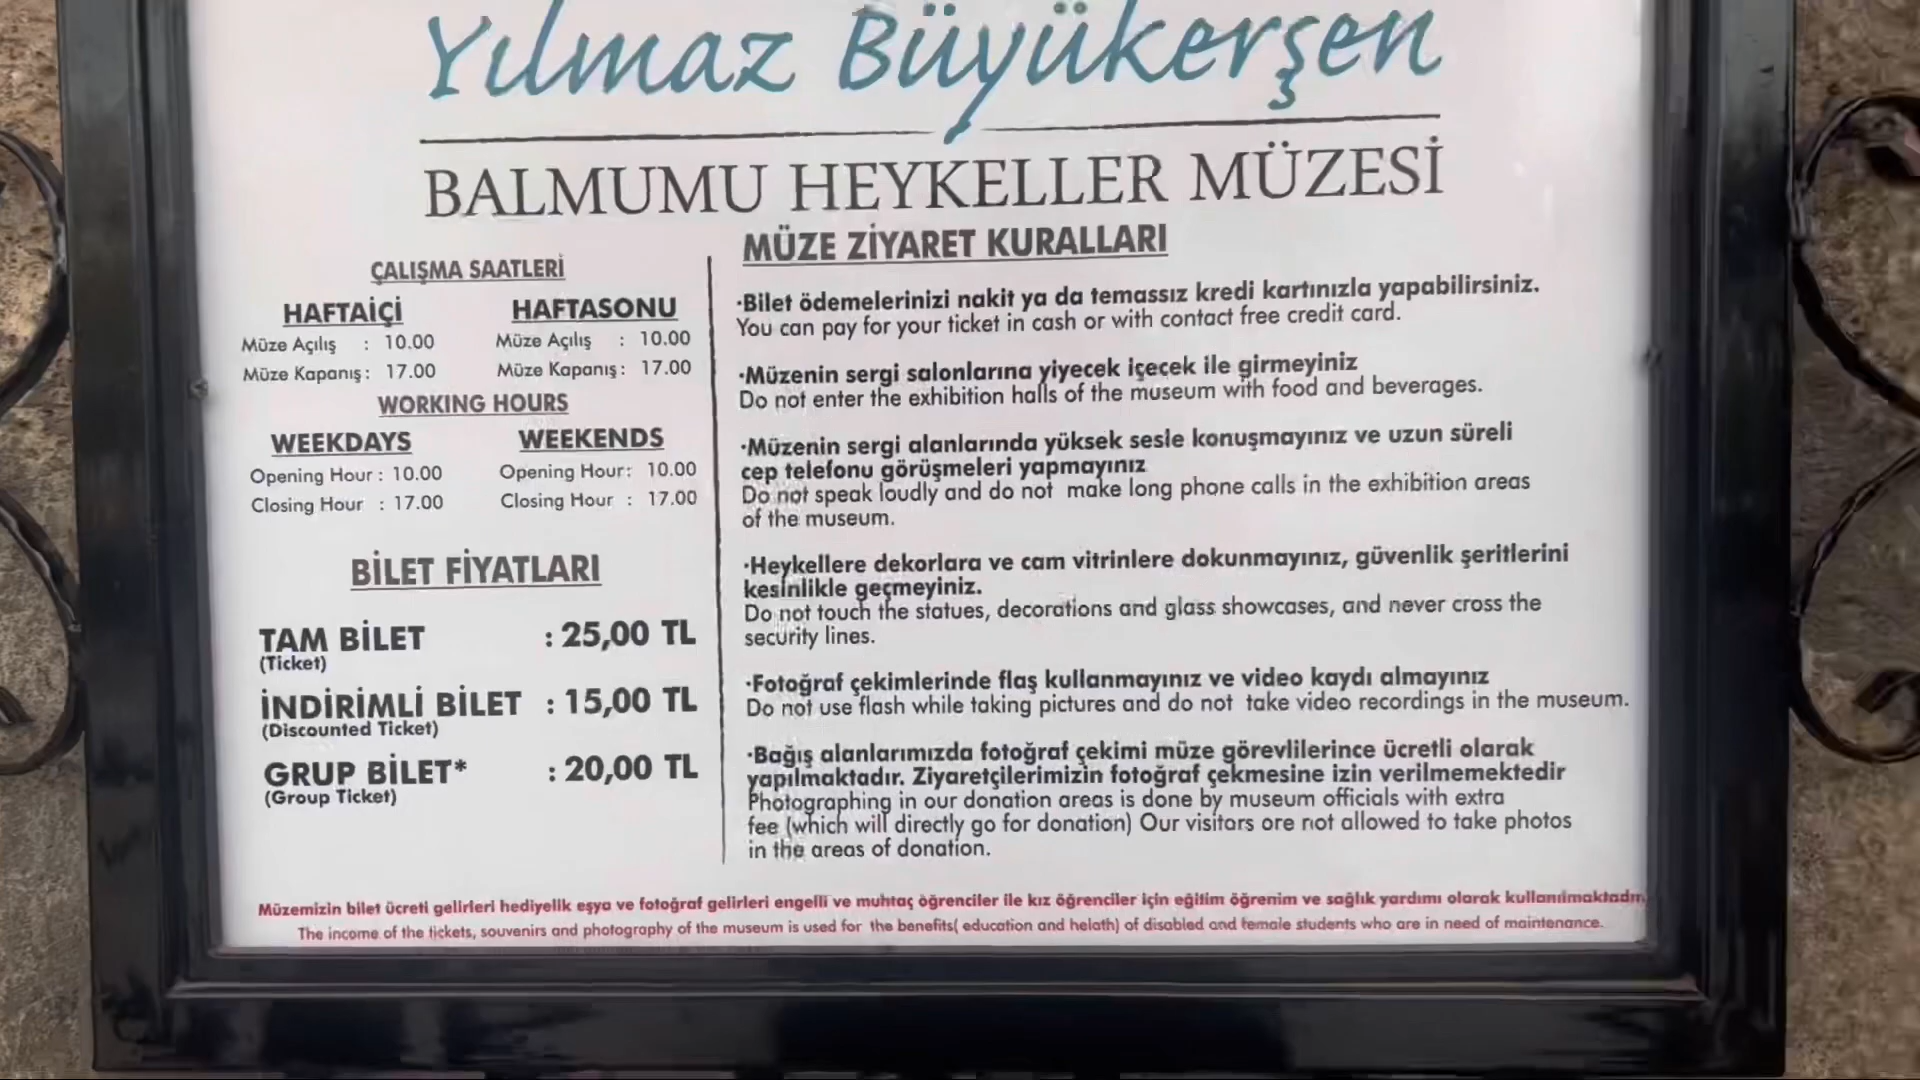 Yılmaz Büyükerşen
BALMUMU HEYKELLER MÜZESİ
ÇALIŞMA SAATLERİ
HAFTAİÇİ
Müze Açılış : 10.00
Müze Kapanış : 17.00
HAFTASONU
Müze Açılış : 10.00
Müze Kapanış : 17.00
WORKING HOURS
WEEKDAYS
Opening Hour : 10.00
Closing Hour : 17.00
WEEKENDS
Opening Hour : 10.00
Closing Hour : 17.00
BİLET FİYATLARI
TAM BİLET : 25,00 TL
(Ticket)
İNDİRİMLİ BİLET : 15,00 TL
(Discounted Ticket)
GRUP BİLET* : 20,00 TL
(Group Ticket)
MÜZE ZİYARET KURALLARI
·Bilet ödemelerinizi nakit ya da temassız kredi kartınızla yapabilirsiniz.
You can pay for your ticket in cash or with contact free credit card.
·Müzenin sergi salonlarına yiyecek içecek ile girmeyiniz
Do not enter the exhibition halls of the museum with food and beverages.
·Müzenin sergi alanlarında yüksek sesle konuşmayınız ve uzun süreli
cep telefonu görüşmeleri yapmayınız
Do not speak loudly and do not make long phone calls in the exhibition areas
of the museum.
·Heykellere dekorlara ve cam vitrinlere dokunmayınız, güvenlik şeritlerini
kesinlikle geçmeyiniz.
Do not touch the statues, decorations and glass showcases, and never cross the
security lines.
·Fotoğraf çekimlerinde flaş kullanmayınız ve video kaydı almayınız
Do not use flash while taking pictures and do not take video recordings in the museum.
·Bağış alanlarımızda fotoğraf çekimi müze görevlilerince ücretli olarak
yapılmaktadır. Ziyaretçilerimizin fotoğraf çekmesine izin verilmemektedir
Photographing in our donation areas is done by museum officials with extra
fee (which will directly go for donation) Our visitors are not allowed to take photos
in the areas of donation.
Müzemizin bilet ücreti gelirleri hediyelik eşya ve fotoğraf gelirleri engelli ve muhtaç öğrenciler ile kız öğrenciler için eğitim öğrenim ve sağlık yardımı olarak kullanılmaktadır.
The income of the tickets, souvenirs and photography of the museum is used for the benefits( education and helath) of disabled and female students who are in need of maintenance.